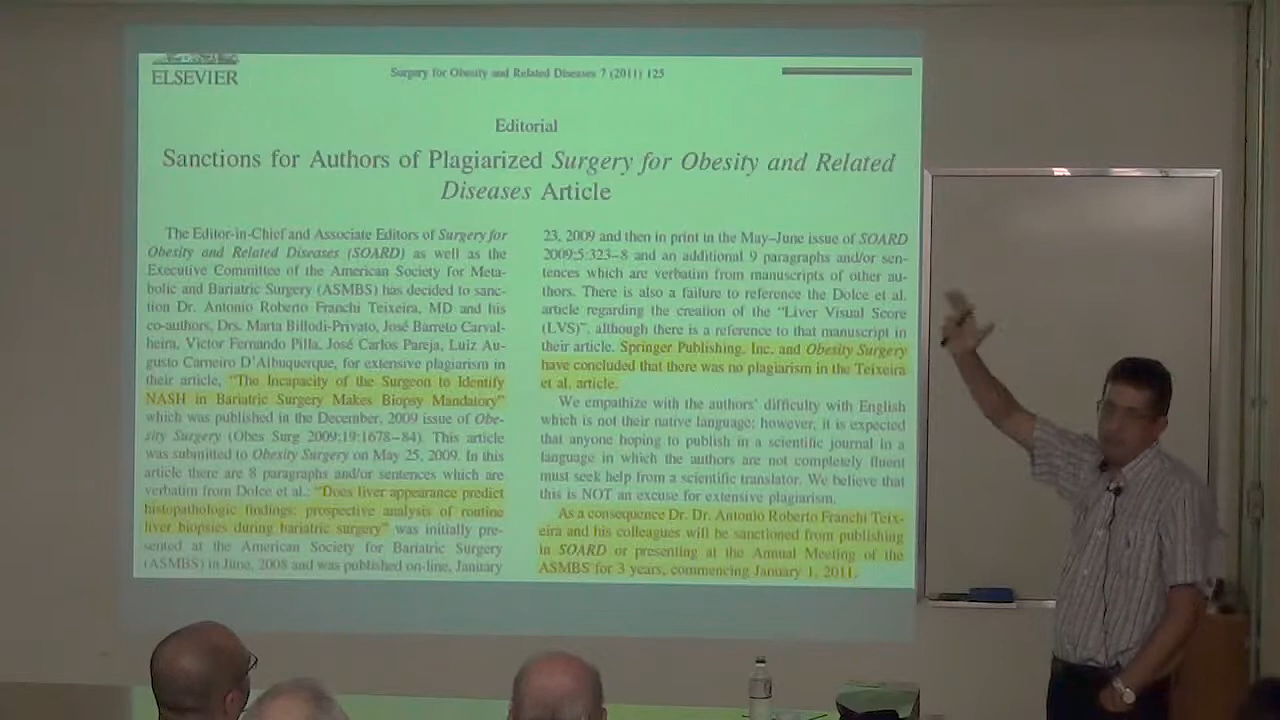 ELSEVIER
Surgery for Obesity and Related Diseases 7 (2011) 125
Editorial
Sanctions for Authors of Plagiarized Surgery for Obesity and Related
Diseases Article
The Editor-in-Chief and Associate Editors of Surgery for
Obesity and Related Diseases (SOARD) as well as the
Executive Committee of the American Society for Meta-
bolic and Bariatric Surgery (ASMBS) has decided to sanc-
tion Dr. Antonio Roberto Franchi Teixeira, MD and his
co-authors, Drs. Marta Billodi-Privato, José Barreto Carval-
heira, Victor Fernando Pilla, José Carlos Pareja, Luiz Au-
gusto Carneiro D'Albuquerque, for extensive plagiarism in
their article, "The Incapacity of the Surgeon to Identify
NASH in Bariatric Surgery Makes Biopsy Mandatory"
which was published in the December, 2009 issue of Obe-
sity Surgery (Obes Surg 2009:19:1678–84). This article
was submitted to Obesity Surgery on May 25, 2009. In this
article there are 8 paragraphs and/or sentences which are
verbatim from Dolce et al.: "Does liver appearance predict
histopathologic findings: prospective analysis of routine
liver biopsies during bariatric surgery" was initially pre-
sented at the American Society for Bariatric Surgery
(ASMBS) in June, 2008 and was published on-line, January
23, 2009 and then in print in the May–June issue of SOARD
2009:5:323–8 and an additional 9 paragraphs and/or sen-
tences which are verbatim from manuscripts of other au-
thors. There is also a failure to reference the Dolce et al.
article regarding the creation of the "Liver Visual Score
(LVS)", although there is a reference to that manuscript in
their article. Springer Publishing, Inc. and Obesity Surgery
have concluded that there was no plagiarism in the Teixeira
et al. article.
We empathize with the authors' difficulty with English
which is not their native language; however, it is expected
that anyone hoping to publish in a scientific journal in a
language in which the authors are not completely fluent
must seek help from a scientific translator. We believe that
this is NOT an excuse for extensive plagiarism.
As a consequence Dr. Dr. Antonio Roberto Franchi Teix-
eira and his colleagues will be sanctioned from publishing
in SOARD or presenting at the Annual Meeting of the
ASMBS for 3 years, commencing January 1, 2011.